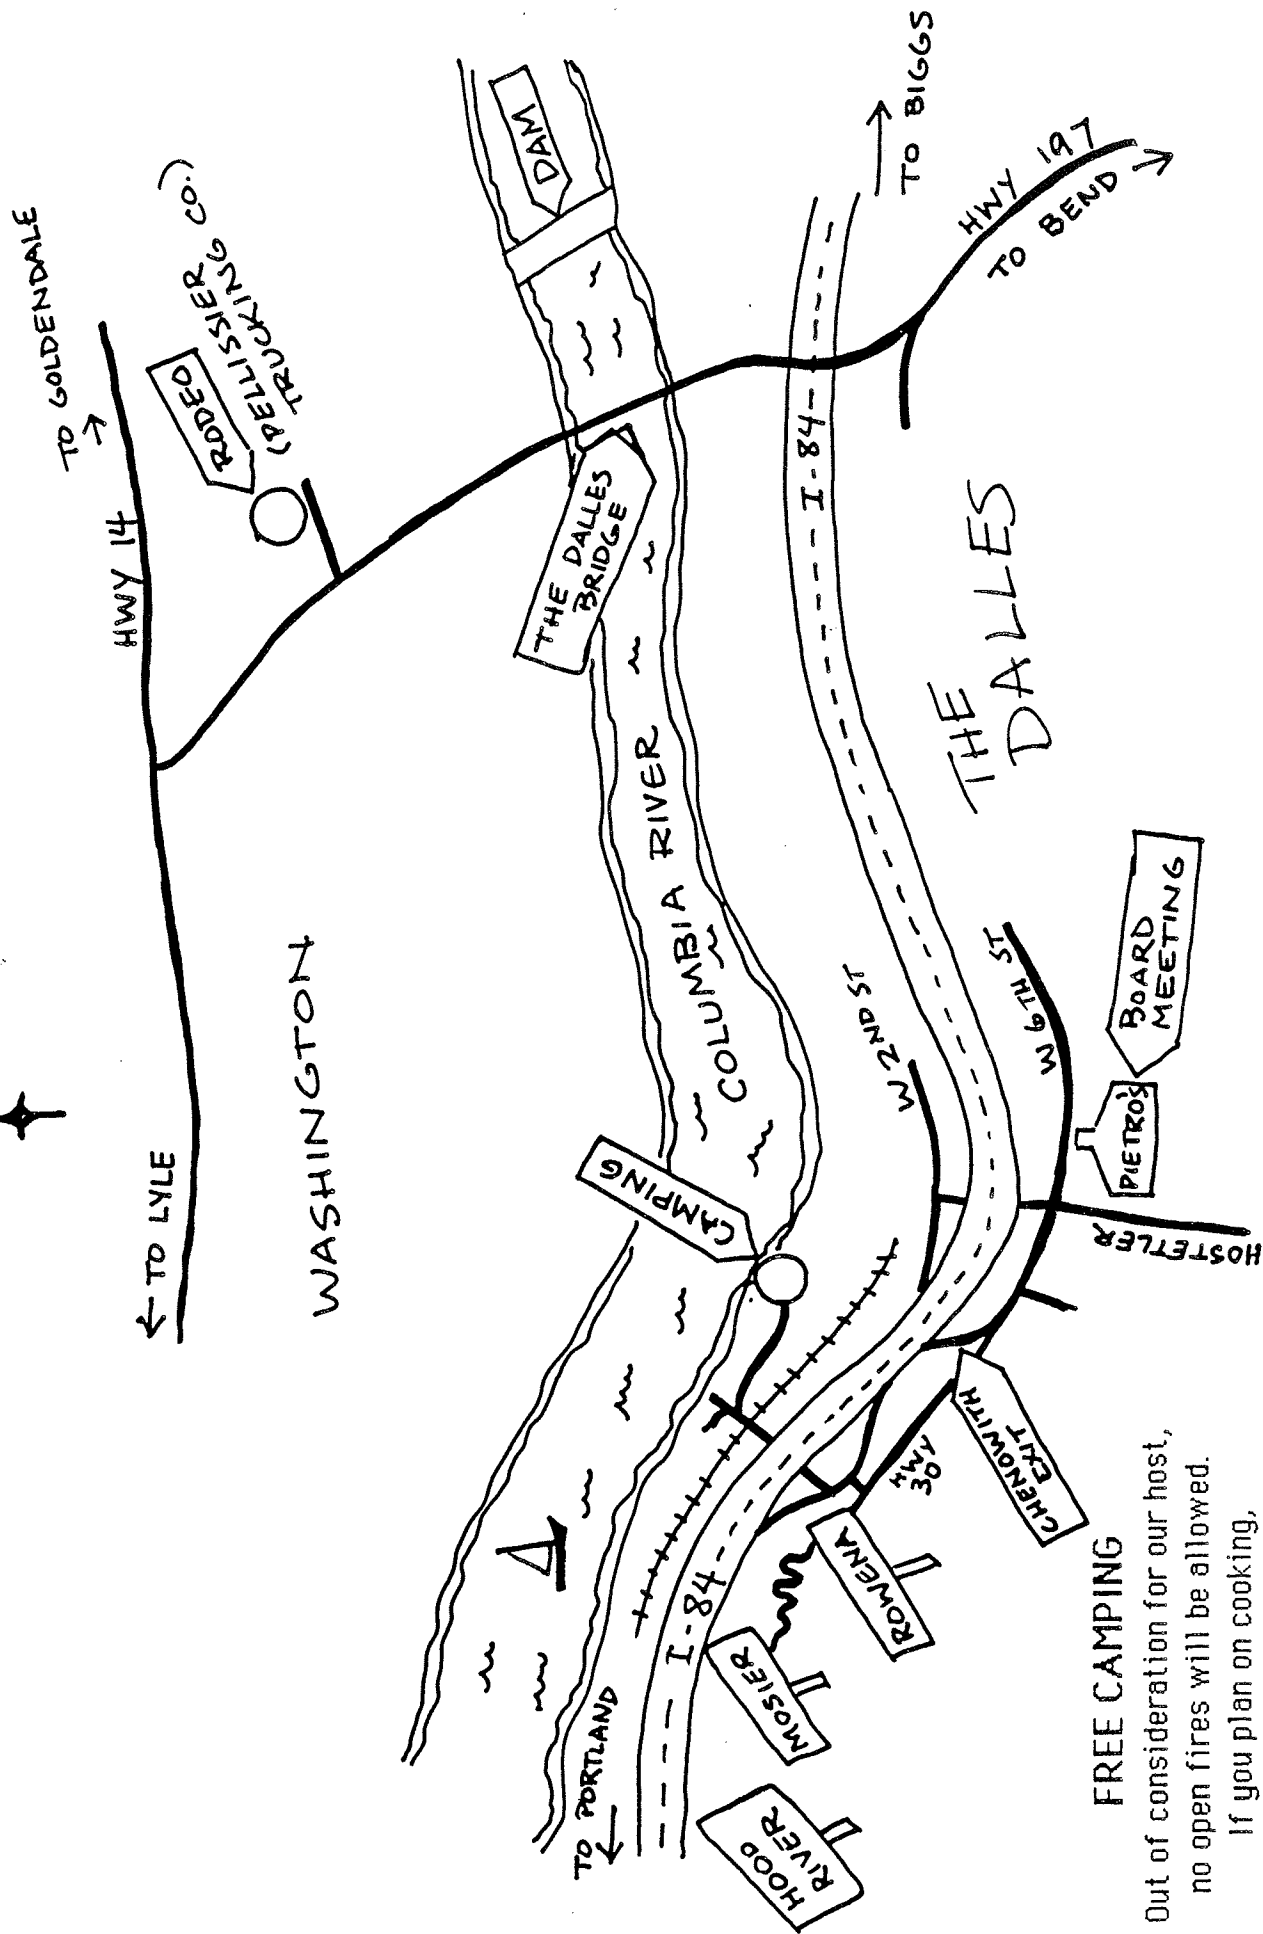 TO GOLDENDALE
→
HWY 14
← TO LYLE
RODEO
(PELLISSIER
TRUCKING CO.)
WASHINGTON
DAM
THE DALLES
BRIDGE
COLUMBIA RIVER
CAMPING
→
TO BIGGS
I-84
HWY 197
TO BEND →
THE
DALLES
W 2ND ST
W 6TH ST
BOARD
MEETING
PIETRO'S
HOSTETLER
CHENOWITH
EXIT
HWY
30
ROWENA
MOSIER
I-84
TO PORTLAND
←
HOOD
RIVER
FREE CAMPING
Out of consideration for our host,
no open fires will be allowed.
If you plan on cooking,